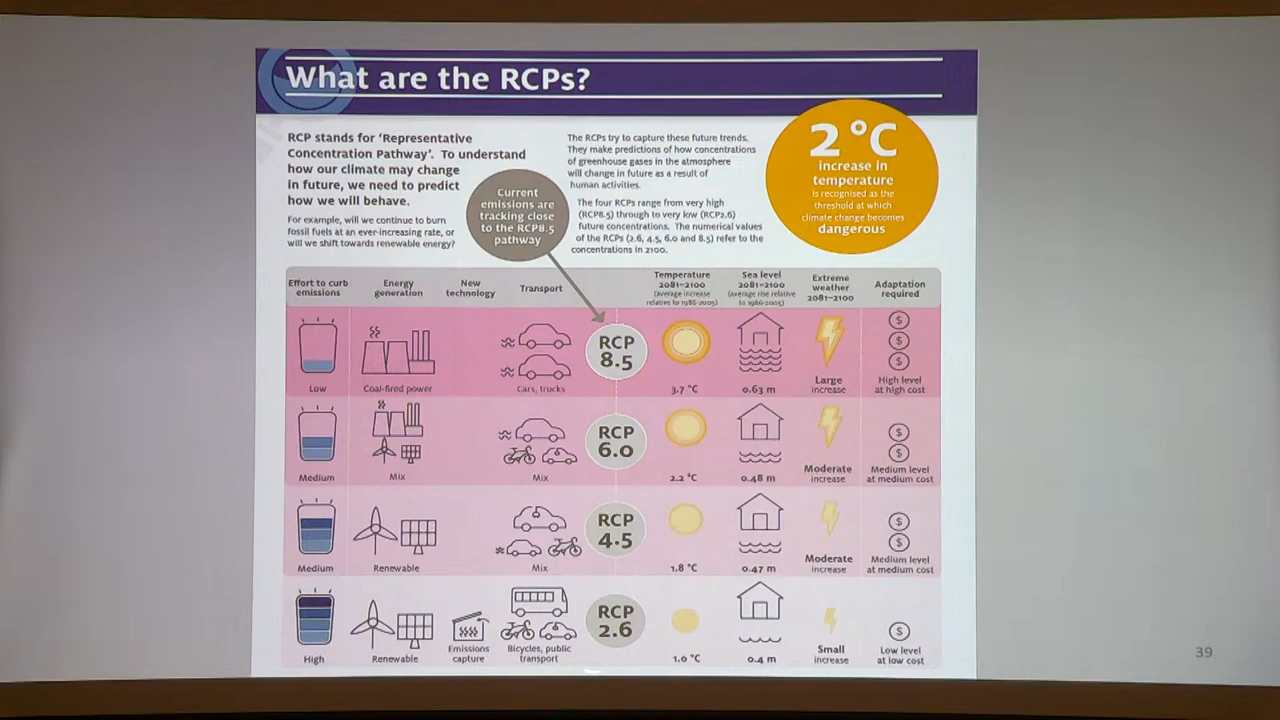 What are the RCPs?
RCP stands for ‘Representative
Concentration Pathway’. To understand
how our climate may change
in future, we need to predict
how we will behave.
For example, will we continue to burn
fossil fuels at an ever-increasing rate, or
will we shift towards renewable energy?
Current
emissions are
tracking close
to the RCP8.5
pathway
The RCPs try to capture these future trends.
They make predictions of how concentrations
of greenhouse gases in the atmosphere
will change in future as a result of
human activities.
The four RCPs range from very high
(RCP8.5) through to very low (RCP2.6)
future concentrations. The numerical values
of the RCPs (2.6, 4.5, 6.0 and 8.5) refer to the
concentrations in 2100.
2 °C
increase in
temperature
is recognised as the
threshold at which
climate change becomes
dangerous
Effort to curb
emissions
Energy
generation
New
technology
Transport
Temperature
2081–2100
(average increase
relative to 1986-2005)
Sea level
2081–2100
(average rise relative
to 1986-2005)
Extreme
weather
2081–2100
Adaptation
required
Low
Coal-fired power
Cars, trucks
RCP
8.5
3.7 °C
0.63 m
Large
increase
$
$
$
High level
at high cost
Medium
Mix
Mix
RCP
6.0
2.2 °C
0.48 m
Moderate
increase
$
$
Medium level
at medium cost
Medium
Renewable
Mix
RCP
4.5
1.8 °C
0.47 m
Moderate
increase
$
$
Medium level
at medium cost
High
Renewable
Emissions
capture
Bicycles, public
transport
RCP
2.6
1.0 °C
0.4 m
Small
increase
$
Low level
at low cost
39